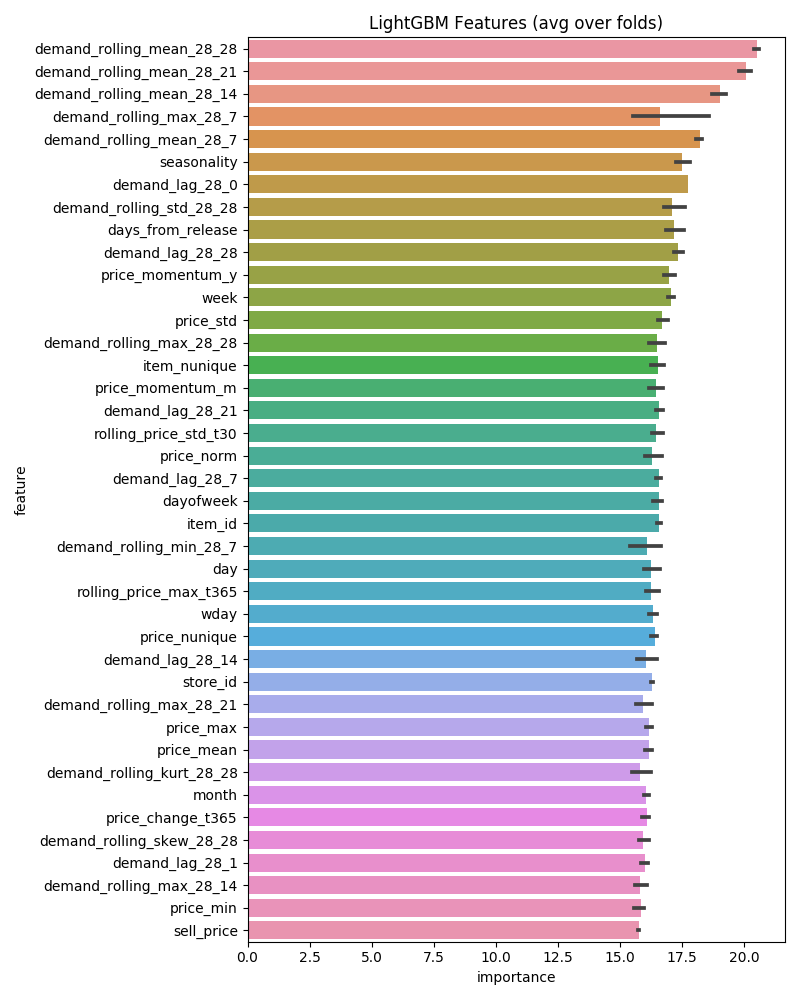 LightGBM Features (avg over folds)
demand_rolling_mean_28_28
demand_rolling_mean_28_21
demand_rolling_mean_28_14
demand_rolling_max_28_7
demand_rolling_mean_28_7
seasonality
demand_lag_28_0
demand_rolling_std_28_28
days_from_release
demand_lag_28_28
price_momentum_y
week
price_std
demand_rolling_max_28_28
item_nunique
price_momentum_m
demand_lag_28_21
rolling_price_std_t30
price_norm
demand_lag_28_7
dayofweek
item_id
demand_rolling_min_28_7
day
rolling_price_max_t365
wday
price_nunique
demand_lag_28_14
store_id
demand_rolling_max_28_21
price_max
price_mean
demand_rolling_kurt_28_28
month
price_change_t365
demand_rolling_skew_28_28
demand_lag_28_1
demand_rolling_max_28_14
price_min
sell_price
feature
0.0 2.5 5.0 7.5 10.0 12.5 15.0 17.5 20.0
importance